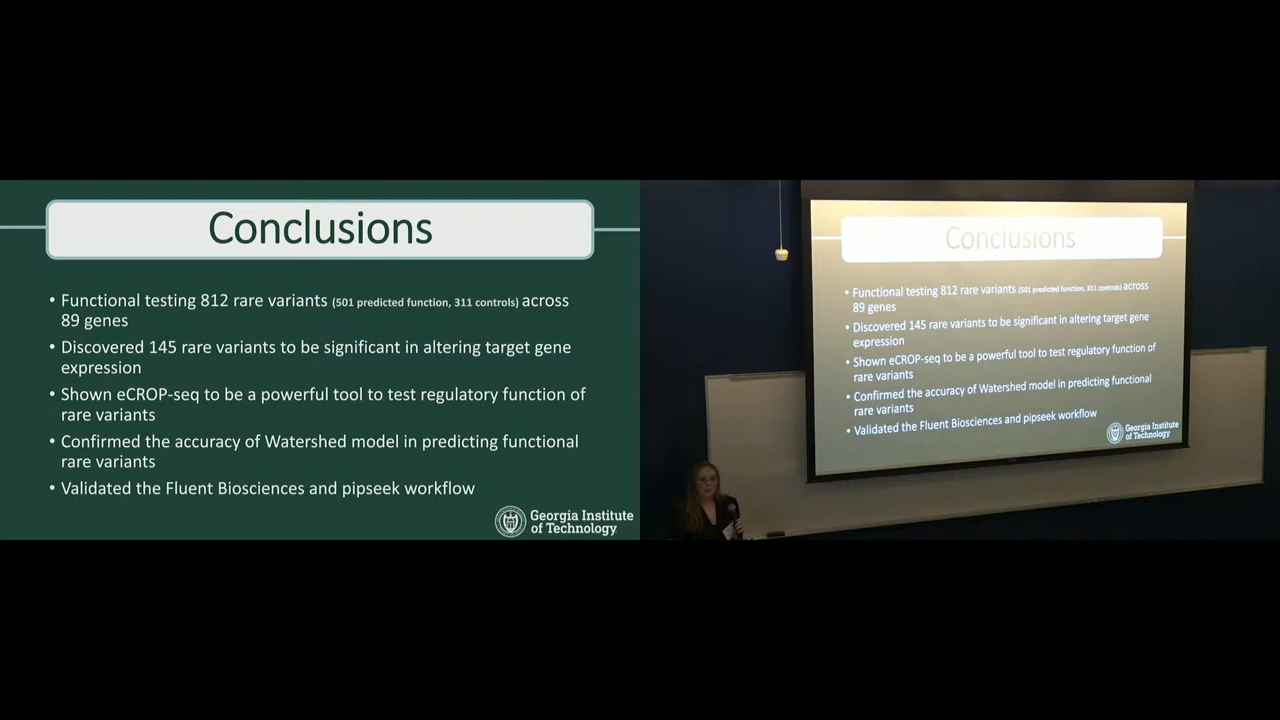 Conclusions
• Functional testing 812 rare variants (501 predicted function, 311 controls) across
89 genes
• Discovered 145 rare variants to be significant in altering target gene
expression
• Shown eCROP-seq to be a powerful tool to test regulatory function of
rare variants
• Confirmed the accuracy of Watershed model in predicting functional
rare variants
• Validated the Fluent Biosciences and pipseek workflow
Georgia Institute
of Technology
Conclusions
• Functional testing 812 rare variants (501 predicted function, 311 controls) across
89 genes
• Discovered 145 rare variants to be significant in altering target gene
expression
• Shown eCROP-seq to be a powerful tool to test regulatory function of
rare variants
• Confirmed the accuracy of Watershed model in predicting functional
rare variants
• Validated the Fluent Biosciences and pipseek workflow
Georgia Institute
of Technology